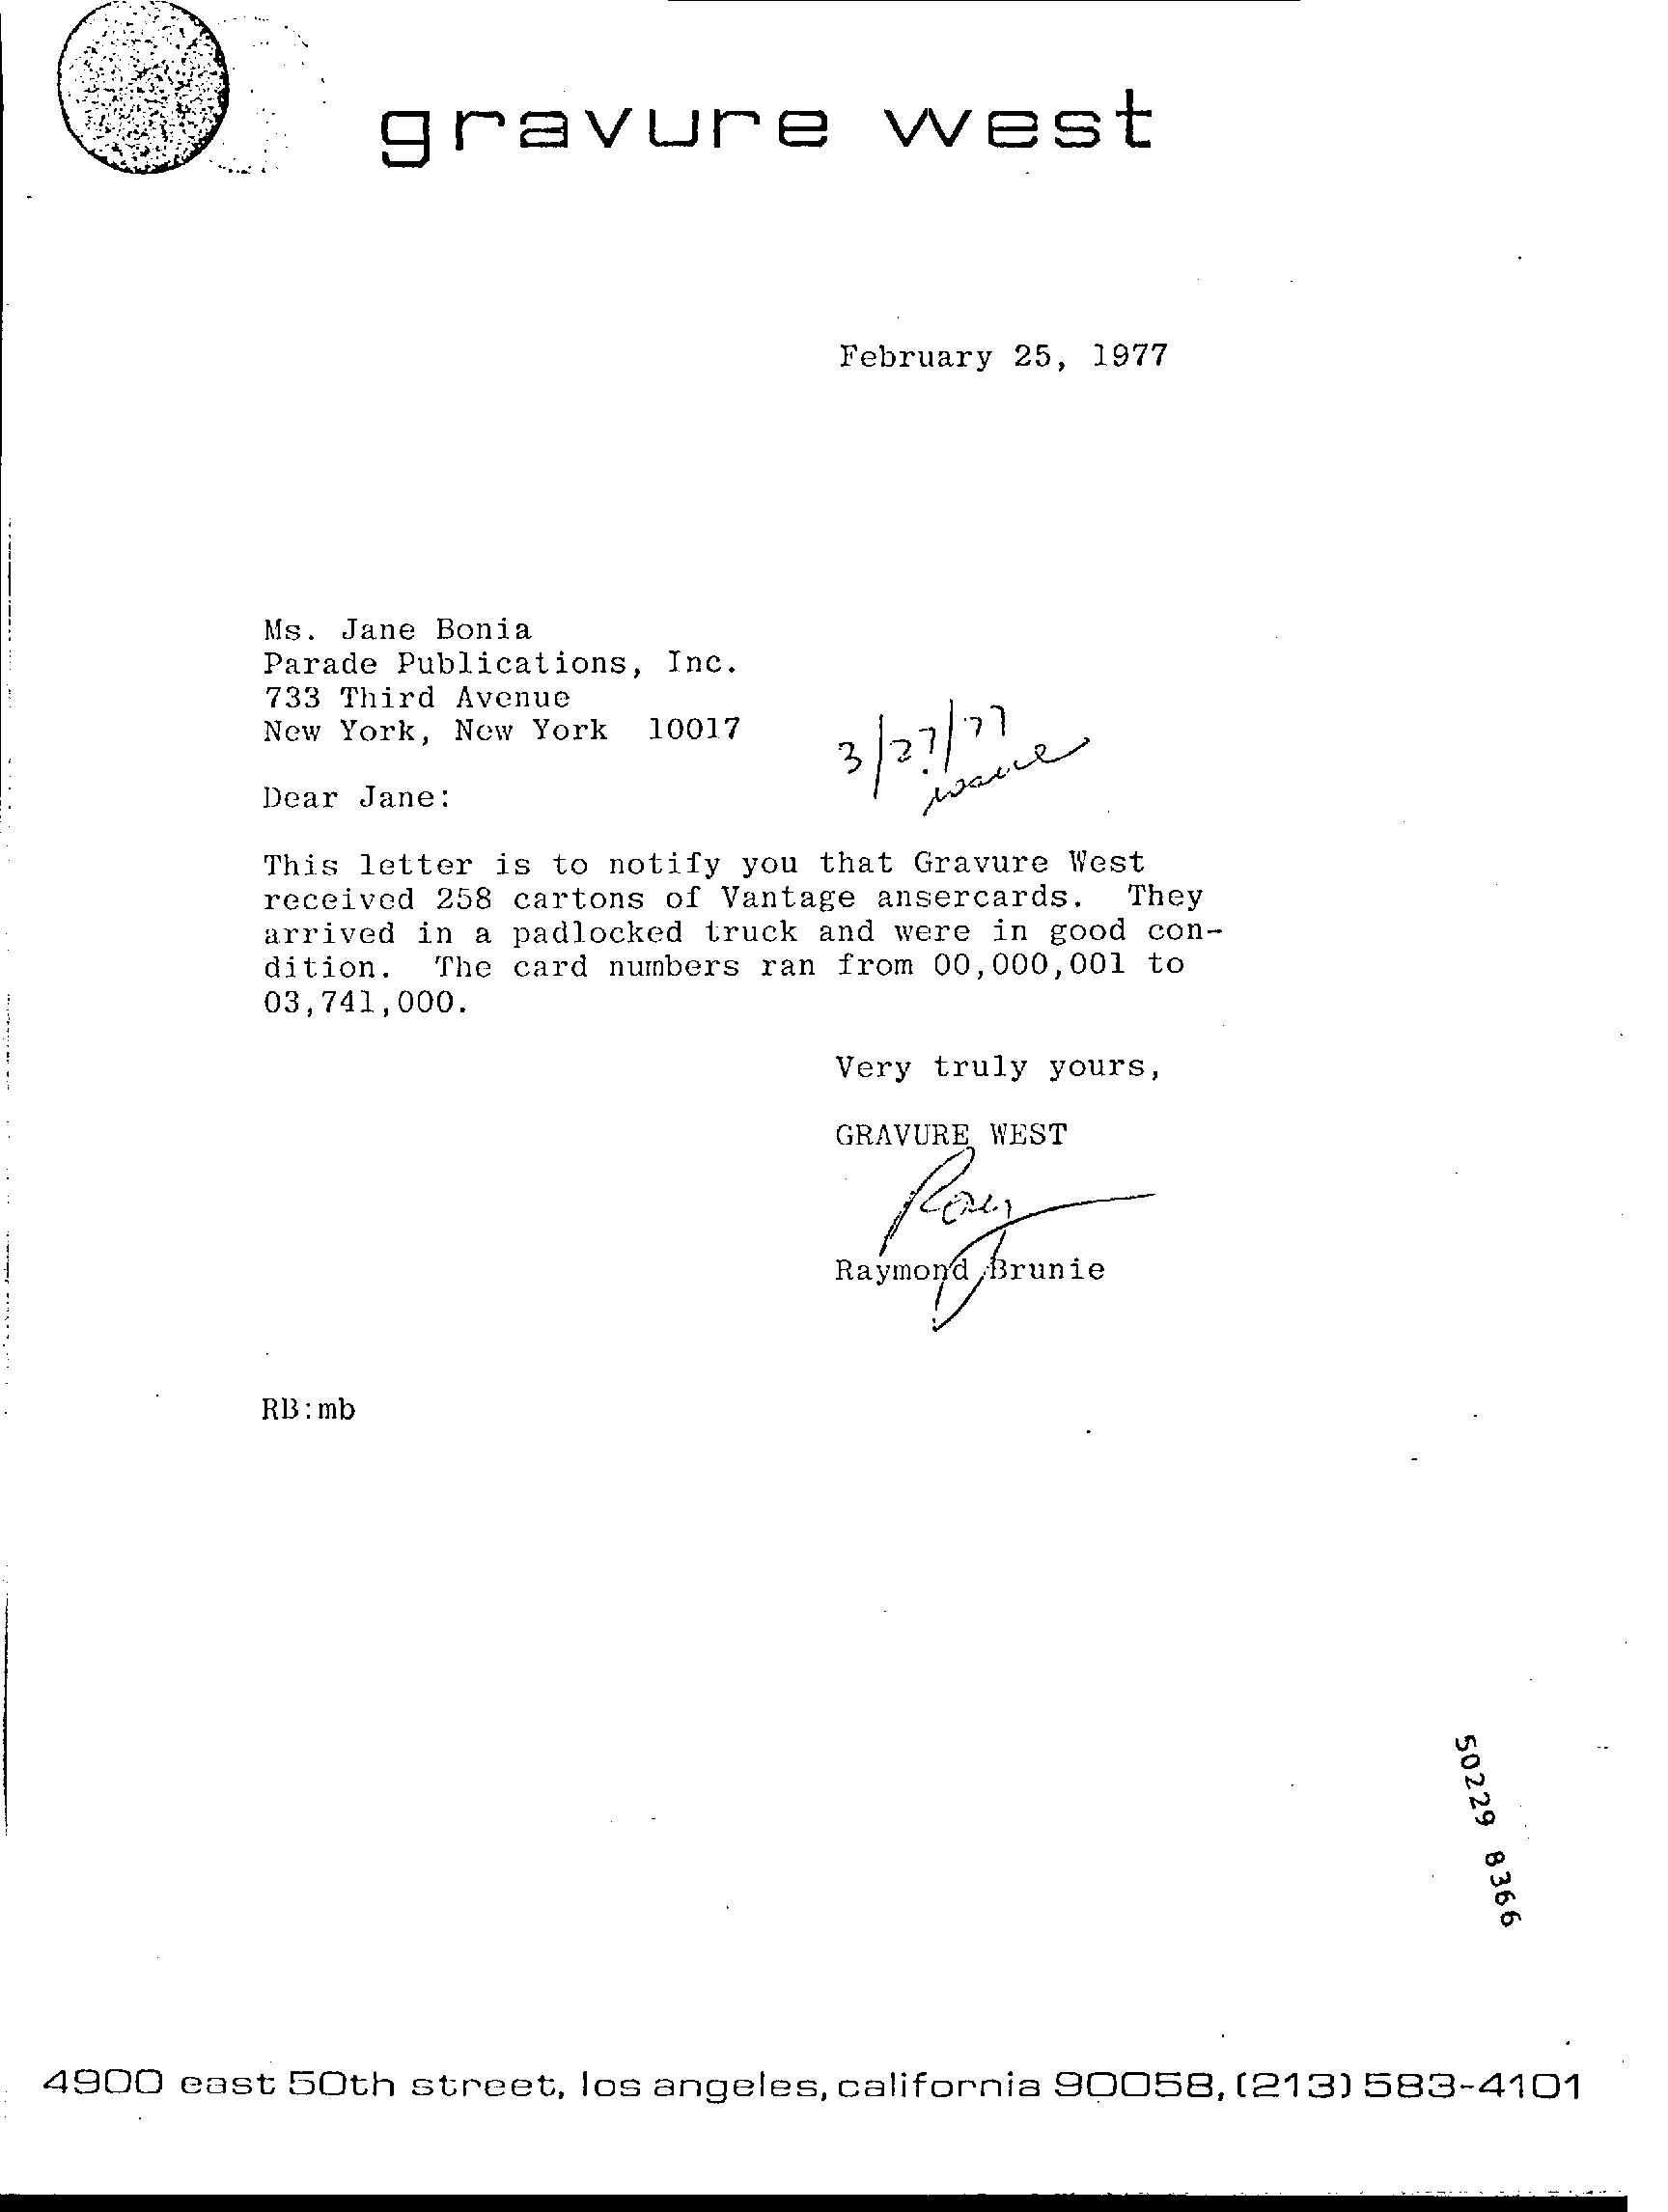 gravure west
February 25, 1977
Ms. Jane Bonia
Parade Publications, Inc.
733 Third Avenue
New York, New York 10017
3/27/77
issue
Dear Jane:
This letter is to notify you that Gravure West
received 258 cartons of Vantage ansercards. They
arrived in a padlocked truck and were in good con-
dition. The card numbers ran from 00,000,001 to
03,741,000.
Very truly yours,
GRAVURE WEST
Ray
Raymond Brunie
RB:mb
50229 8366
4900 east 50th street, los angeles, california 90058, (213) 583-4101